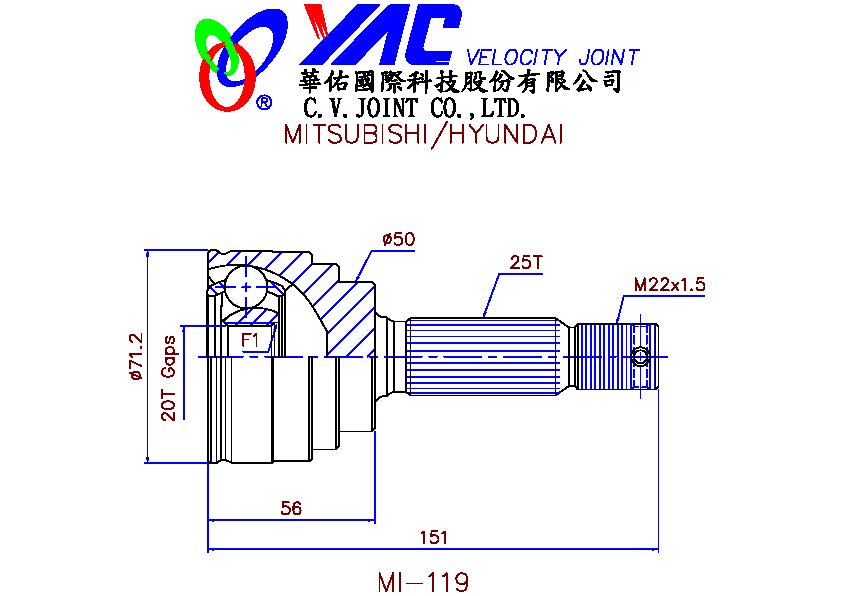 YAC VELOCITY JOINT
®
華佑國際科技股份有限公司
C.V.JOINT CO.,LTD.
MITSUBISHI/HYUNDAI
ø50
25T
M22x1.5
F1
ø71.2
20T Gaps
56
151
MI-119